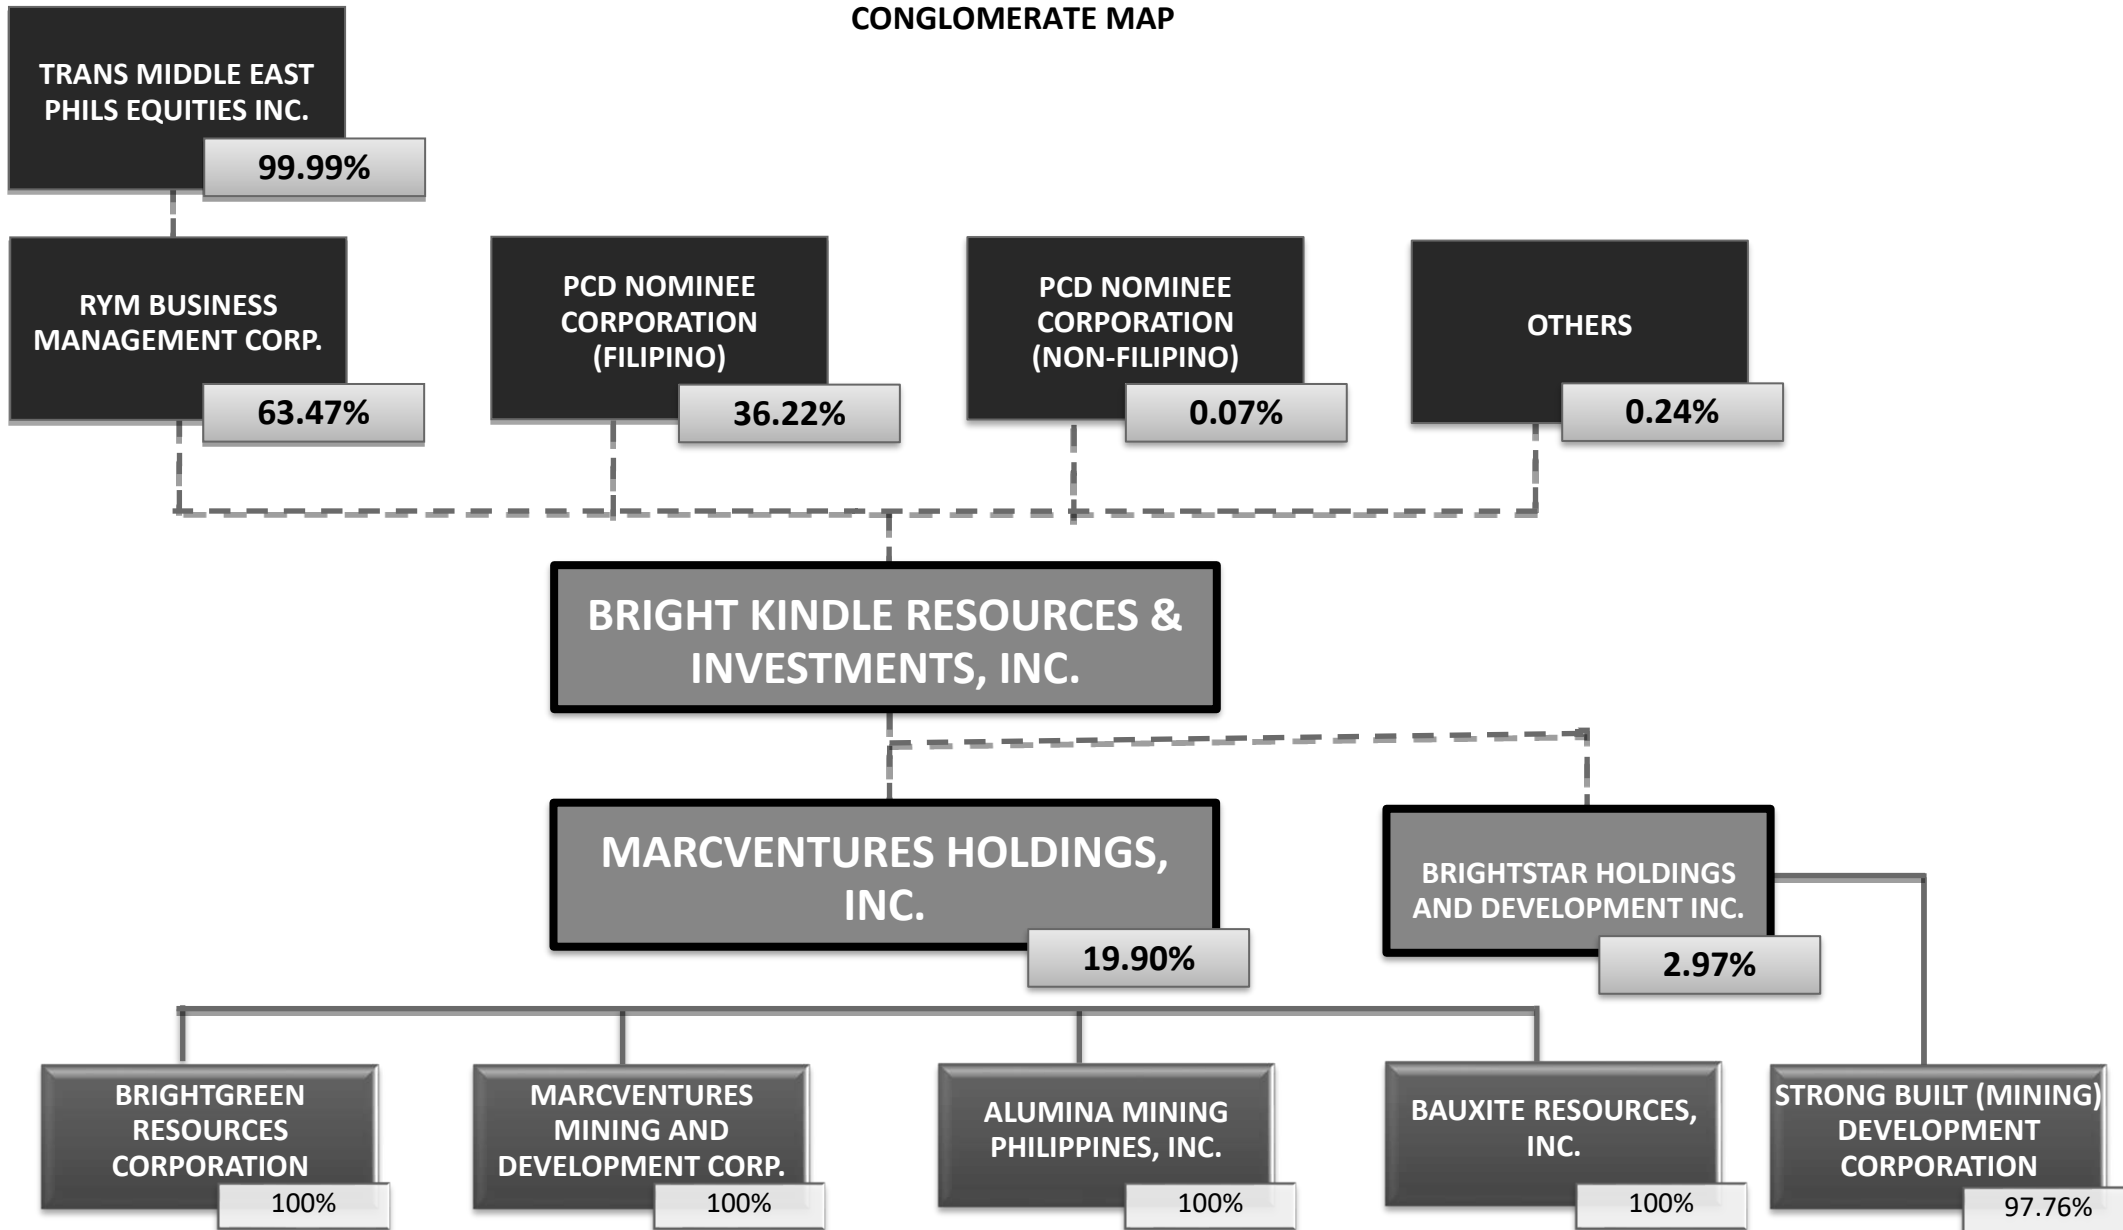 CONGLOMERATE MAP
TRANS MIDDLE EAST
PHILS EQUITIES INC.
99.99%
RYM BUSINESS
MANAGEMENT CORP.
63.47%
PCD NOMINEE
CORPORATION
(FILIPINO)
36.22%
PCD NOMINEE
CORPORATION
(NON-FILIPINO)
0.07%
OTHERS
0.24%
BRIGHT KINDLE RESOURCES &
INVESTMENTS, INC.
MARCVENTURES HOLDINGS,
INC.
19.90%
BRIGHTSTAR HOLDINGS
AND DEVELOPMENT INC.
2.97%
BRIGHTGREEN
RESOURCES
CORPORATION
100%
MARCVENTURES
MINING AND
DEVELOPMENT CORP.
100%
ALUMINA MINING
PHILIPPINES, INC.
100%
BAUXITE RESOURCES,
INC.
100%
STRONG BUILT (MINING)
DEVELOPMENT
CORPORATION
97.76%